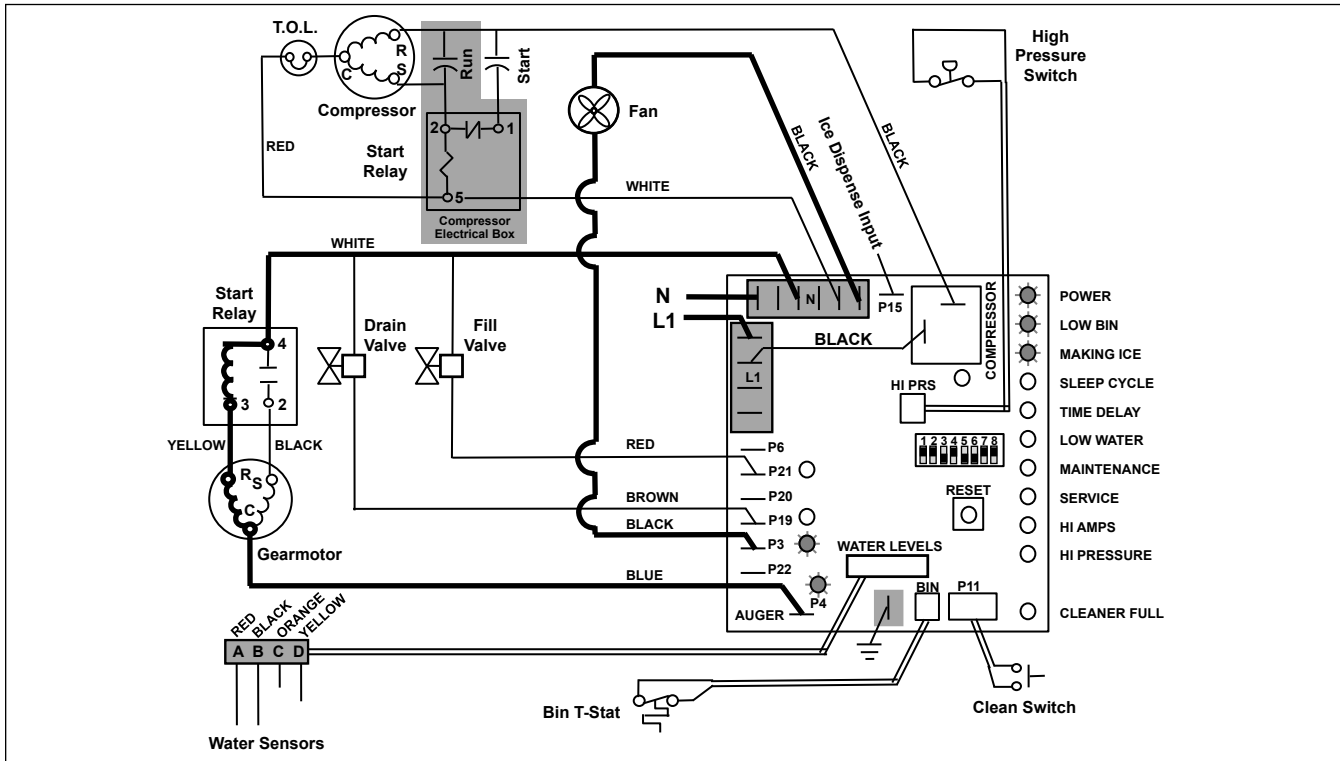 T.O.L.
R
S
C
Compressor
Run
Start
RED
2
1
Start
Relay
5
Compressor
Electrical Box
WHITE
Fan
BLACK
Ice Dispense Input
BLACK
High
Pressure
Switch
WHITE
Start
Relay
4
3
2
YELLOW
BLACK
R
S
C
Gearmotor
Drain
Valve
Fill
Valve
N
L1
N
P15
L1
BLACK
COMPRESSOR
HI PRS
1 2 3 4 5 6 7 8
RESET
POWER
LOW BIN
MAKING ICE
SLEEP CYCLE
TIME DELAY
LOW WATER
MAINTENANCE
SERVICE
HI AMPS
HI PRESSURE
CLEANER FULL
RED
BROWN
BLACK
BLUE
P6
P21
P20
P19
P3
P22
P4
AUGER
WATER LEVELS
BIN
P11
RED
BLACK
ORANGE
YELLOW
A B C D
Water Sensors
Bin T-Stat
Clean Switch